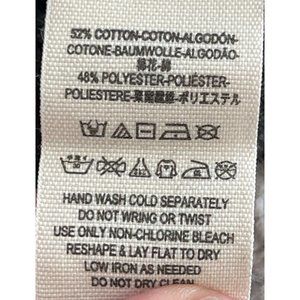 52% COTTON-COTON-ALGODÓN-
COTONE-BAUMWOLLE-ALGODÃO-
棉花-綿
48% POLYESTER-POLIÉSTER-
POLIESTERE-聚酯纖維-ポリエステル
HAND WASH COLD SEPARATELY
DO NOT WRING OR TWIST
USE ONLY NON-CHLORINE BLEACH
RESHAPE & LAY FLAT TO DRY
LOW IRON AS NEEDED
DO NOT DRY CLEAN